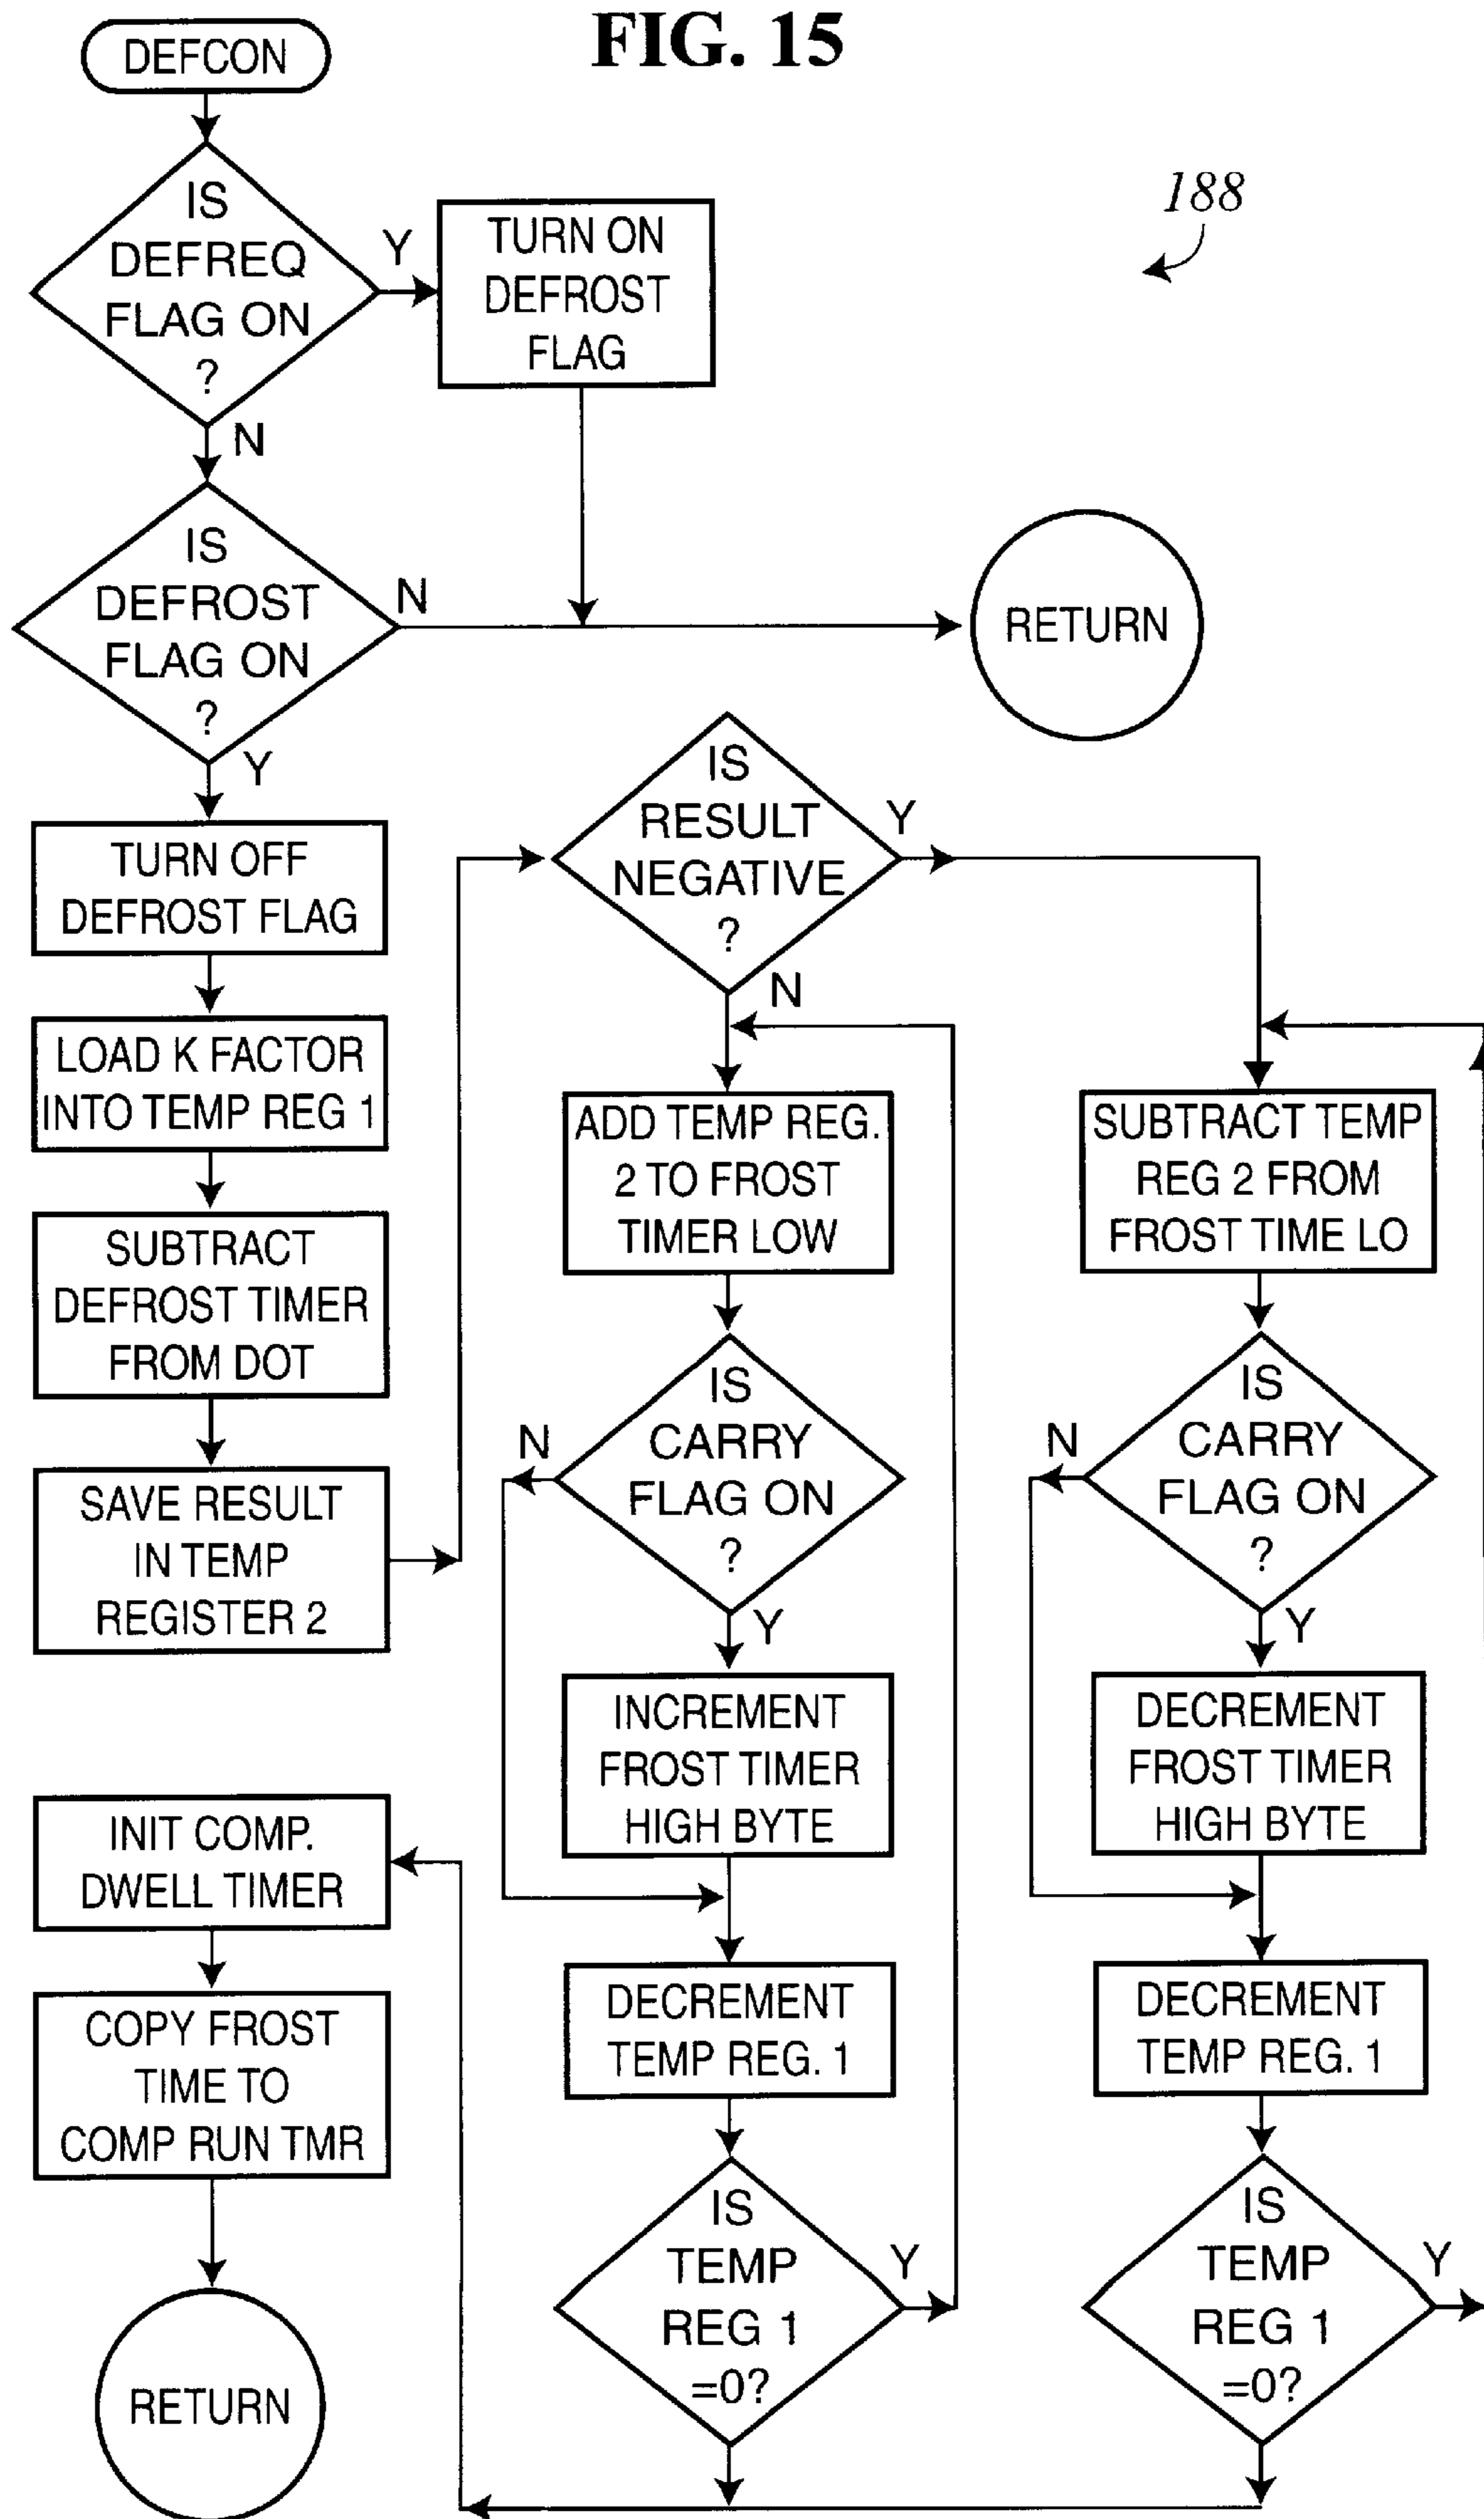 FIG. 15
DEFCON
188
IS
DEFREQ
FLAG ON
?
Y
N
TURN ON
DEFROST
FLAG
IS
DEFROST
FLAG ON
?
N
Y
RETURN
TURN OFF
DEFROST FLAG
LOAD K FACTOR
INTO TEMP REG 1
SUBTRACT
DEFROST TIMER
FROM DOT
SAVE RESULT
IN TEMP
REGISTER 2
IS
RESULT
NEGATIVE
?
Y
N
ADD TEMP REG.
2 TO FROST
TIMER LOW
IS
CARRY
FLAG ON
?
N
Y
INCREMENT
FROST TIMER
HIGH BYTE
DECREMENT
TEMP REG. 1
IS
TEMP
REG 1
=0?
Y
SUBTRACT TEMP
REG 2 FROM
FROST TIME LO
IS
CARRY
FLAG ON
?
N
Y
DECREMENT
FROST TIMER
HIGH BYTE
DECREMENT
TEMP REG. 1
IS
TEMP
REG 1
=0?
Y
INIT COMP.
DWELL TIMER
COPY FROST
TIME TO
COMP RUN TMR
RETURN